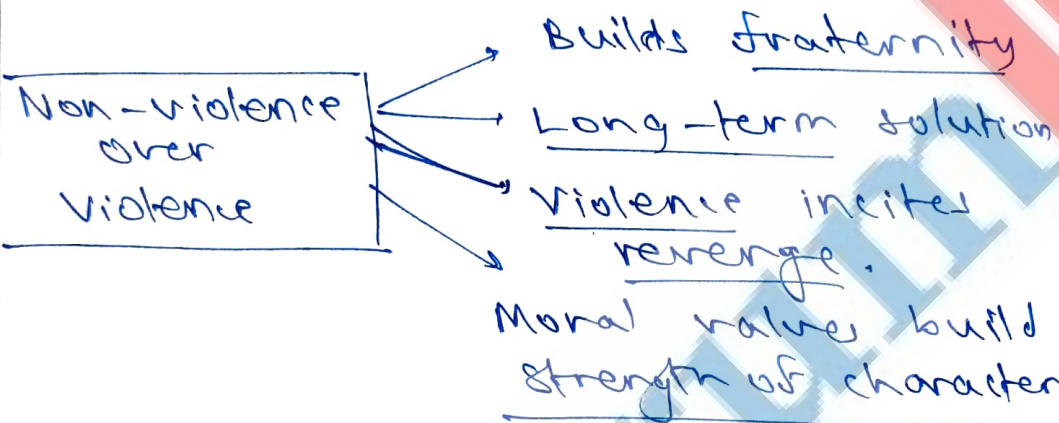 Builds fraternity
Non-violence
over
violence
Long-term solution
Violence incites
revenge.
Moral values build
strength of character